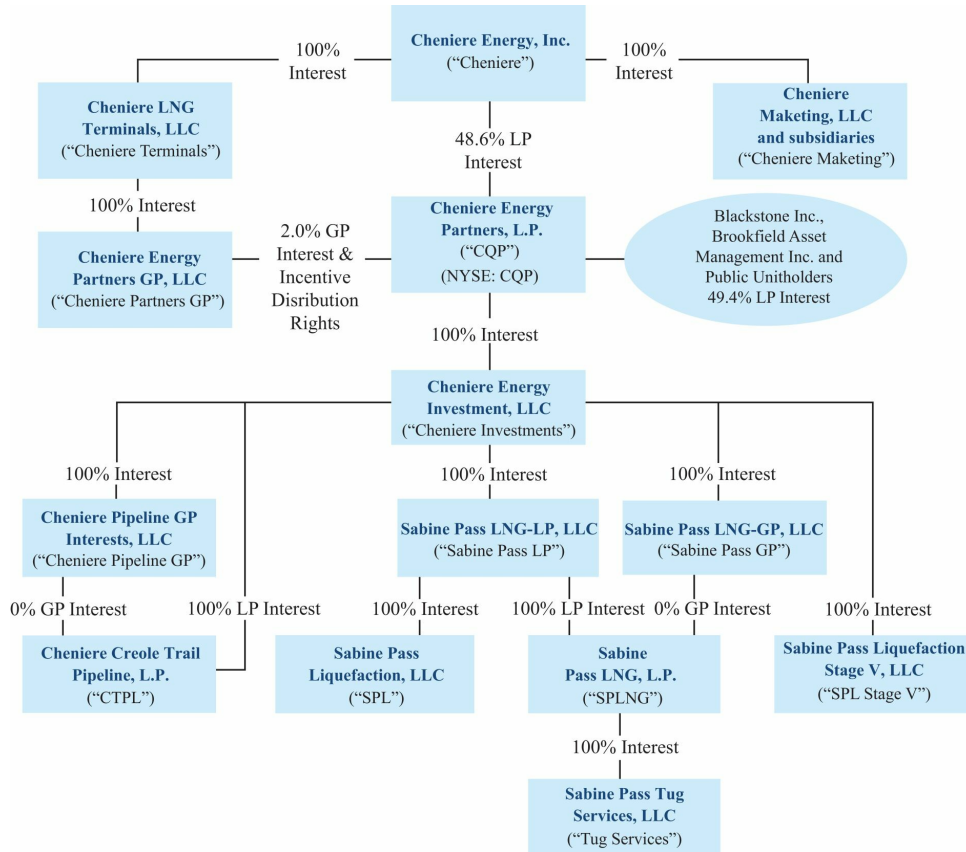 Cheniere Energy, Inc.
(“Cheniere”)
100%
Interest
100%
Interest
Cheniere LNG
Terminals, LLC
(“Cheniere Terminals”)
48.6% LP
Interest
Cheniere
Maketing, LLC
and subsidiaries
(“Cheniere Maketing”)
100% Interest
Cheniere Energy
Partners GP, LLC
(“Cheniere Partners GP”)
2.0% GP
Interest &
Incentive
Disribution
Rights
Cheniere Energy
Partners, L.P.
(“CQP”)
(NYSE: CQP)
Blackstone Inc.,
Brookfield Asset
Management Inc. and
Public Unitholders
49.4% LP Interest
100% Interest
Cheniere Energy
Investment, LLC
(“Cheniere Investments”)
100% Interest
100% Interest
100% Interest
Cheniere Pipeline GP
Interests, LLC
(“Cheniere Pipeline GP”)
Sabine Pass LNG-LP, LLC
(“Sabine Pass LP”)
Sabine Pass LNG-GP, LLC
(“Sabine Pass GP”)
0% GP Interest
100% LP Interest
100% Interest
100% LP Interest
0% GP Interest
100% Interest
Cheniere Creole Trail
Pipeline, L.P.
(“CTPL”)
Sabine Pass
Liquefaction, LLC
(“SPL”)
Sabine
Pass LNG, L.P.
(“SPLNG”)
Sabine Pass Liquefaction
Stage V, LLC
(“SPL Stage V”)
100% Interest
Sabine Pass Tug
Services, LLC
(“Tug Services”)